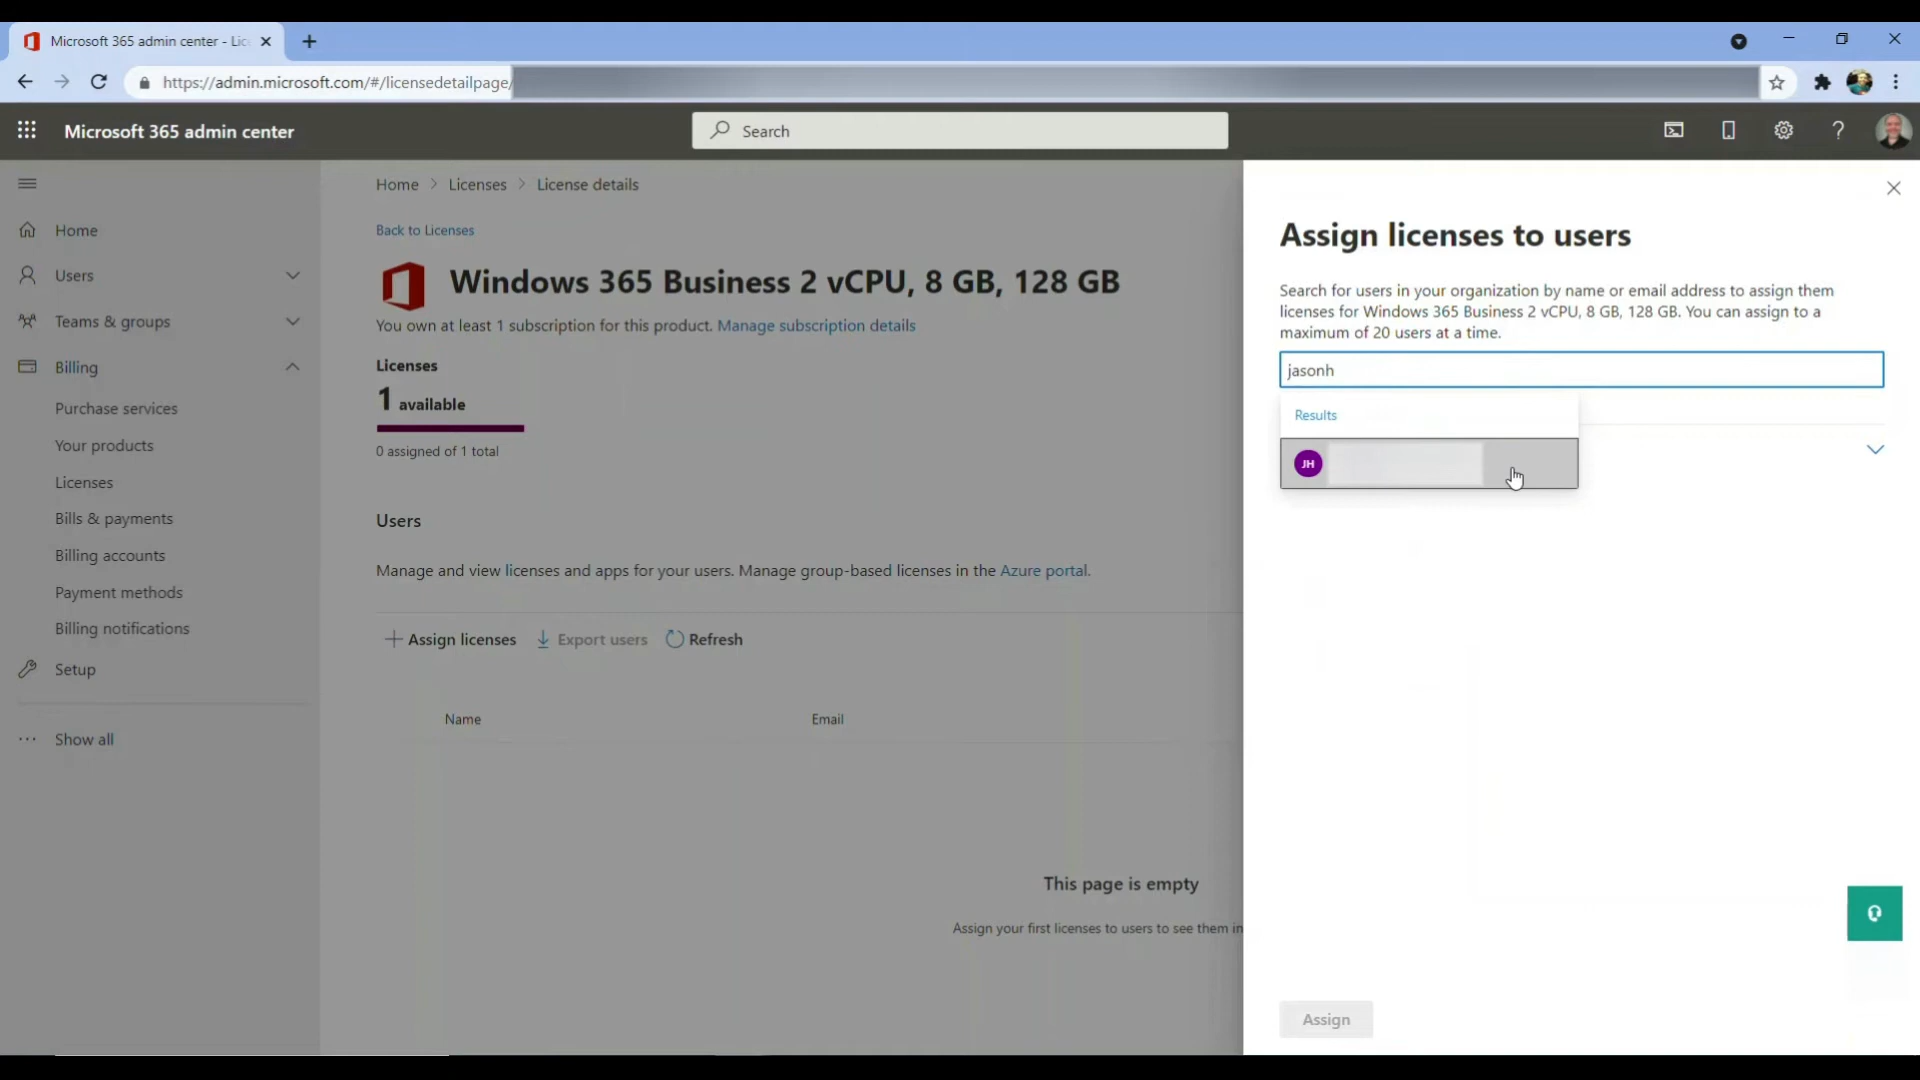 Microsoft 365 admin center - Lic
https://admin.microsoft.com/#/licensedetailpage/
Microsoft 365 admin center
Search
Home
Users
Teams & groups
Billing
Purchase services
Your products
Licenses
Bills & payments
Billing accounts
Payment methods
Billing notifications
Setup
Show all
Home > Licenses > License details
Back to Licenses
Windows 365 Business 2 vCPU, 8 GB, 128 GB
You own at least 1 subscription for this product. Manage subscription details
Licenses
1 available
0 assigned of 1 total
Users
Manage and view licenses and apps for your users. Manage group-based licenses in the Azure portal.
Assign licenses
Export users
Refresh
Name
Email
This page is empty
Assign your first licenses to users to see them in
Assign licenses to users
Search for users in your organization by name or email address to assign them
licenses for Windows 365 Business 2 vCPU, 8 GB, 128 GB. You can assign to a
maximum of 20 users at a time.
jasonh
Results
JH
Assign